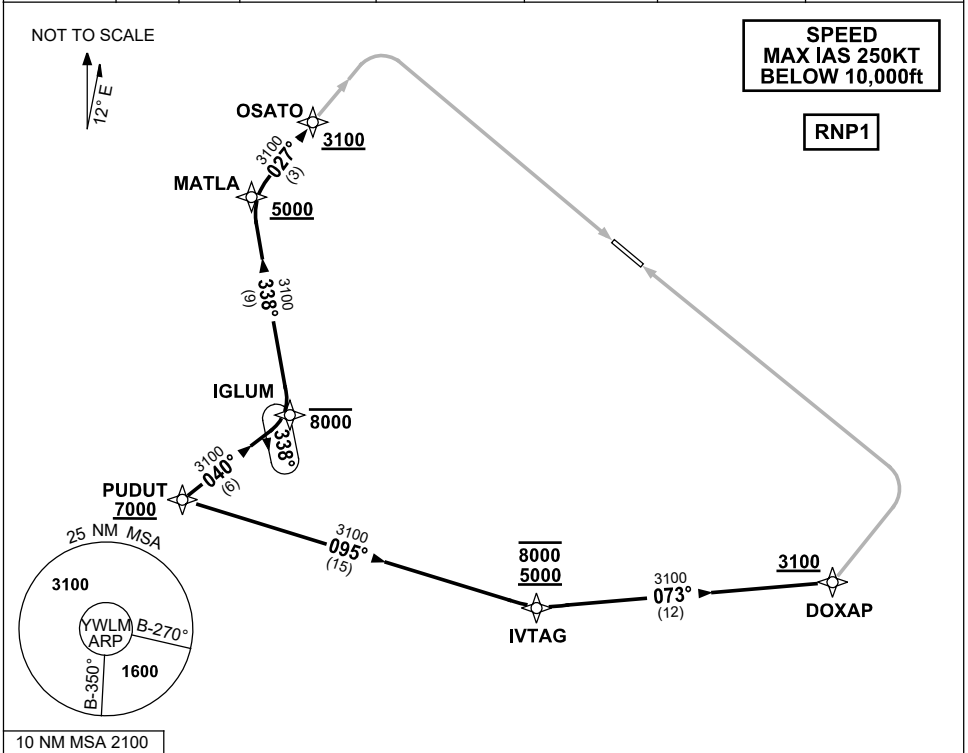 NOT TO SCALE
12° E
SPEED
MAX IAS 250KT
BELOW 10,000ft
RNP1
OSATO
3100
3100
027°
(3)
MATLA
5000
3100
338°
(9)
IGLUM
8000
338°
3100
040°
(6)
PUDUT
7000
3100
095°
(15)
8000
5000
IVTAG
3100
073°
(12)
3100
DOXAP
25 NM MSA
3100
YWLM
ARP
B-270°
B-350°
1600
10 NM MSA 2100